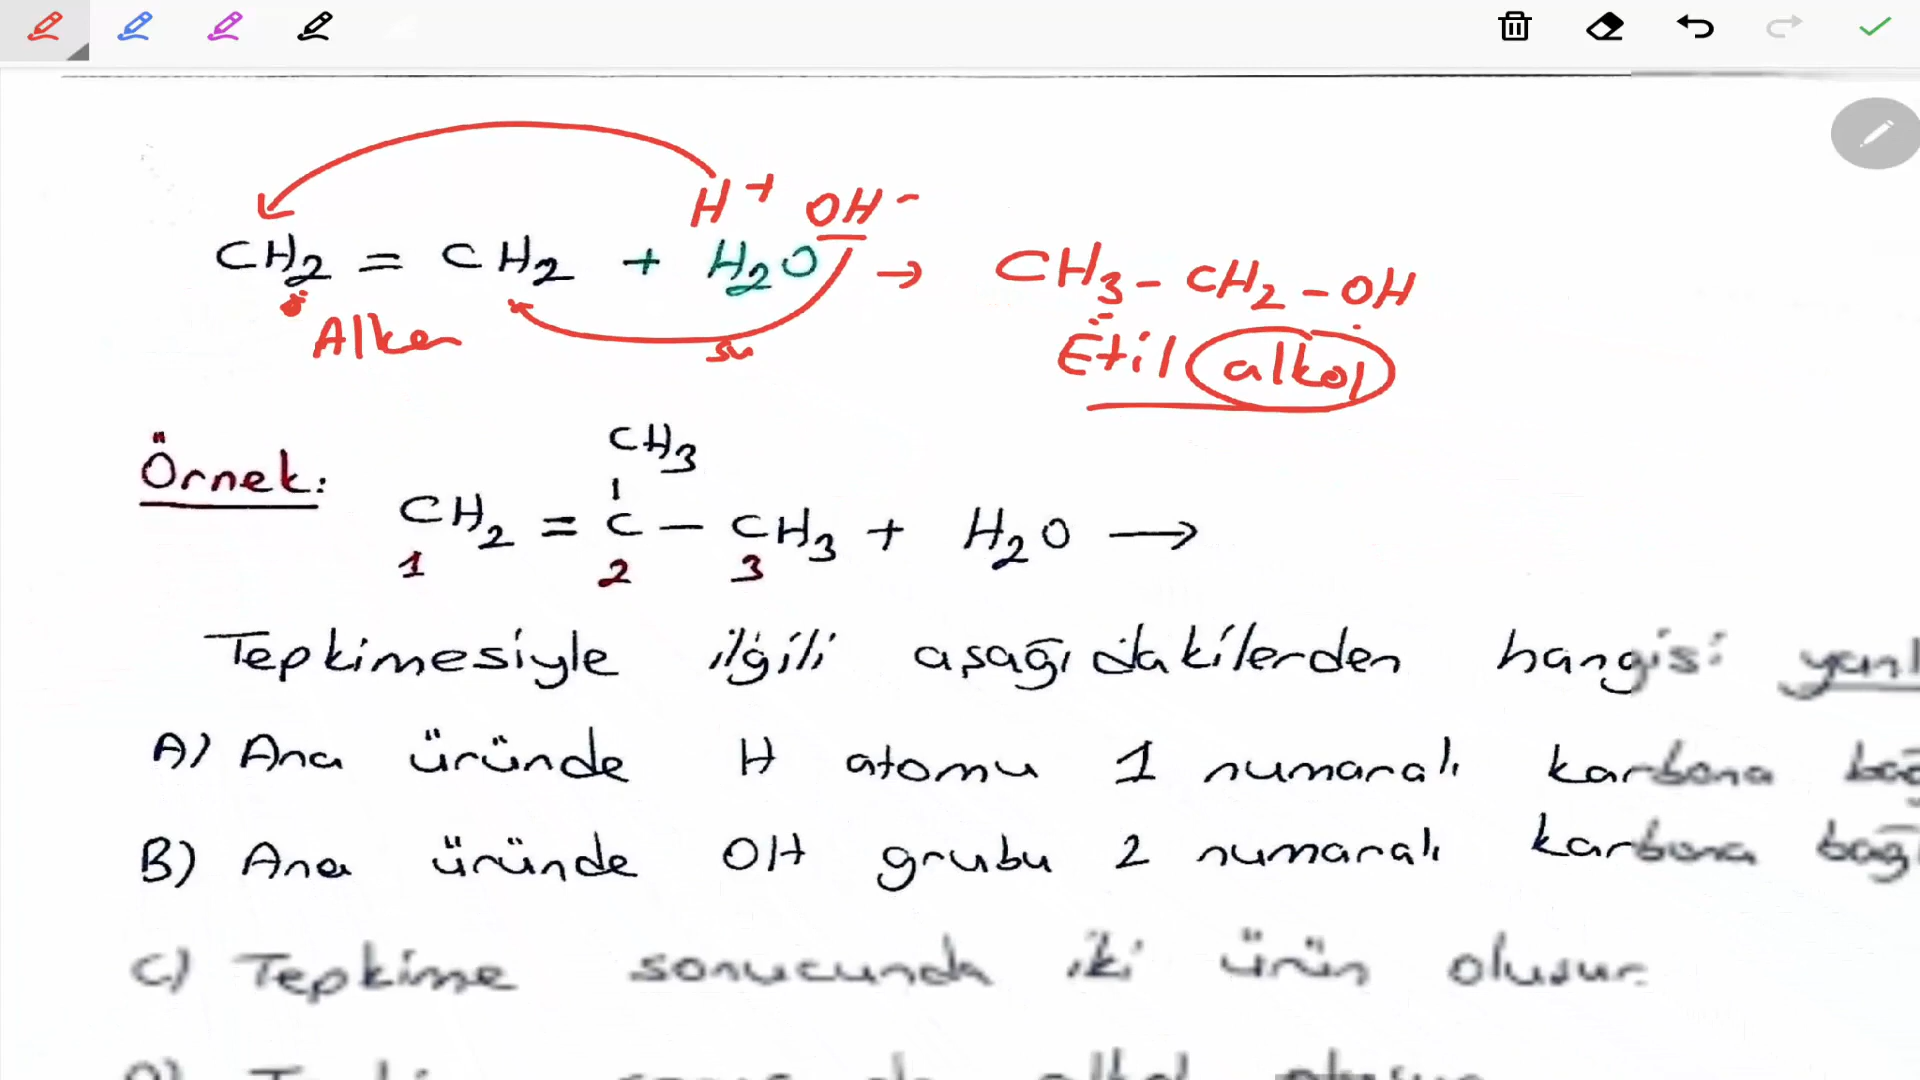 H⁺ OH⁻
CH₂ = CH₂ + H₂O → CH₃ - CH₂ - OH
Alken su Etil alkol
CH₃
Örnek: CH₂ = C - CH₃ + H₂O →
1 2 3
Tepkimesiyle ilgili aşağıdakilerden hangisi
A) Ana üründe H atomu 1 numaralı karbona
B) Ana üründe OH grubu 2 numaralı karbona
C) Tepkime sonucunda iki ürün oluşur.